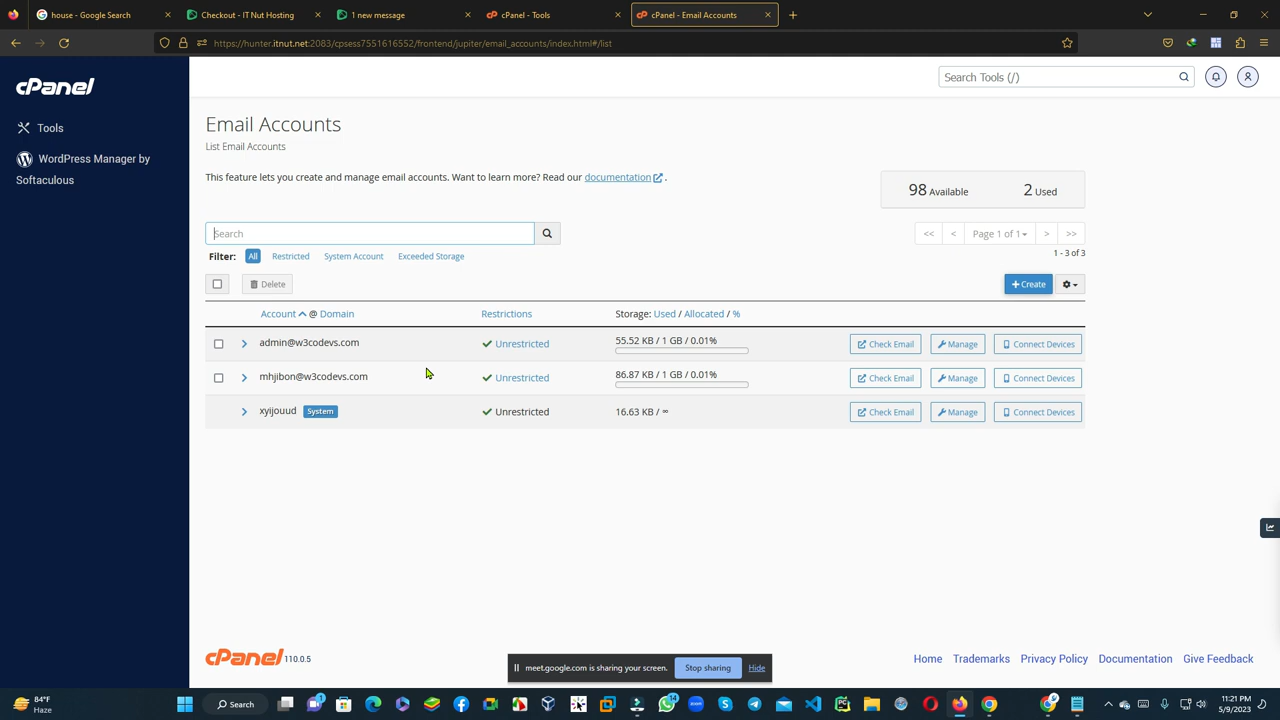 house - Google Search
Checkout - IT Nut Hosting
1 new message
cPanel - Tools
cPanel - Email Accounts
https://hunter.itnut.net:2083/cpsess7551616552/frontend/jupiter/email_accounts/index.html#/list
cPanel
Search Tools (/)
Tools
WordPress Manager by
Softaculous
Email Accounts
List Email Accounts
This feature lets you create and manage email accounts. Want to learn more? Read our documentation .
98 Available 2 Used
Search
<< < Page 1 of 1 > >>
Filter: All Restricted System Account Exceeded Storage
1 - 3 of 3
Delete
+ Create
Account @ Domain Restrictions Storage: Used / Allocated / %
admin@w3codevs.com Unrestricted 55.52 KB / 1 GB / 0.01% Check Email Manage Connect Devices
mhjibon@w3codevs.com Unrestricted 86.87 KB / 1 GB / 0.01% Check Email Manage Connect Devices
xyijouud System Unrestricted 16.63 KB / ∞ Check Email Manage Connect Devices
cPanel 110.0.5
Home Trademarks Privacy Policy Documentation Give Feedback
meet.google.com is sharing your screen. Stop sharing Hide
84°F
Haze
Search
1
14
5
11:21 PM
5/9/2023